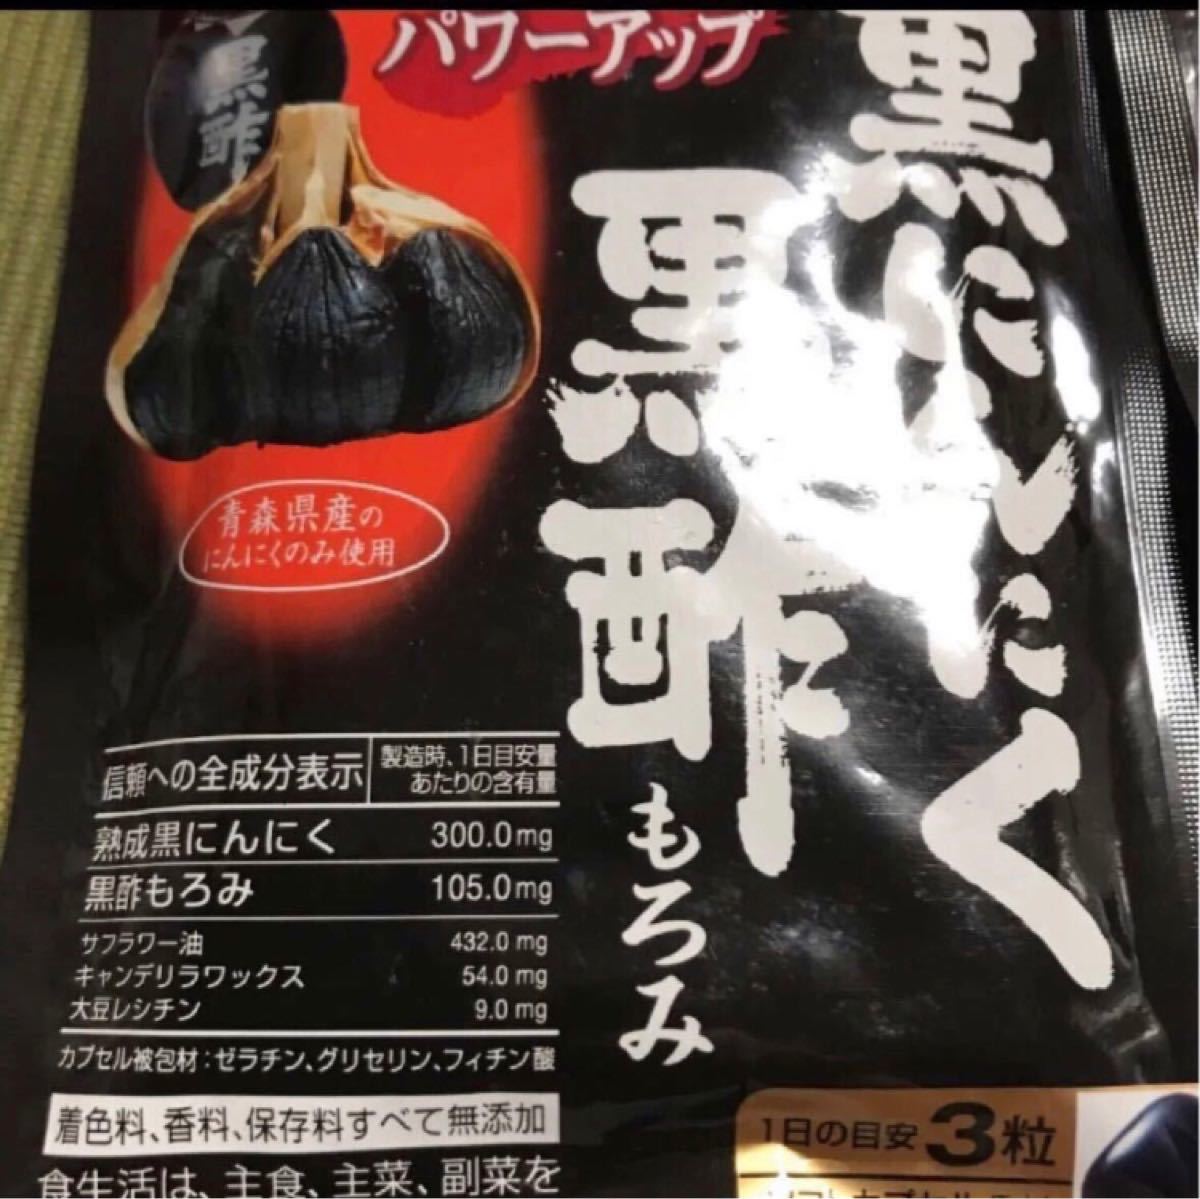 パワーアップ
黒にんにく
黒酢
もろみ
黒酢
青森県産の
にんにくのみ使用
信頼への全成分表示 製造時、1日目安量
あたりの含有量
熟成黒にんにく 300.0mg
黒酢もろみ 105.0mg
サフラワー油 432.0 mg
キャンデリラワックス 54.0 mg
大豆レシチン 9.0 mg
カプセル被包材：ゼラチン、グリセリン、フィチン酸
着色料、香料、保存料すべて無添加
食生活は、主食、主菜、副菜を
1日の目安 3粒